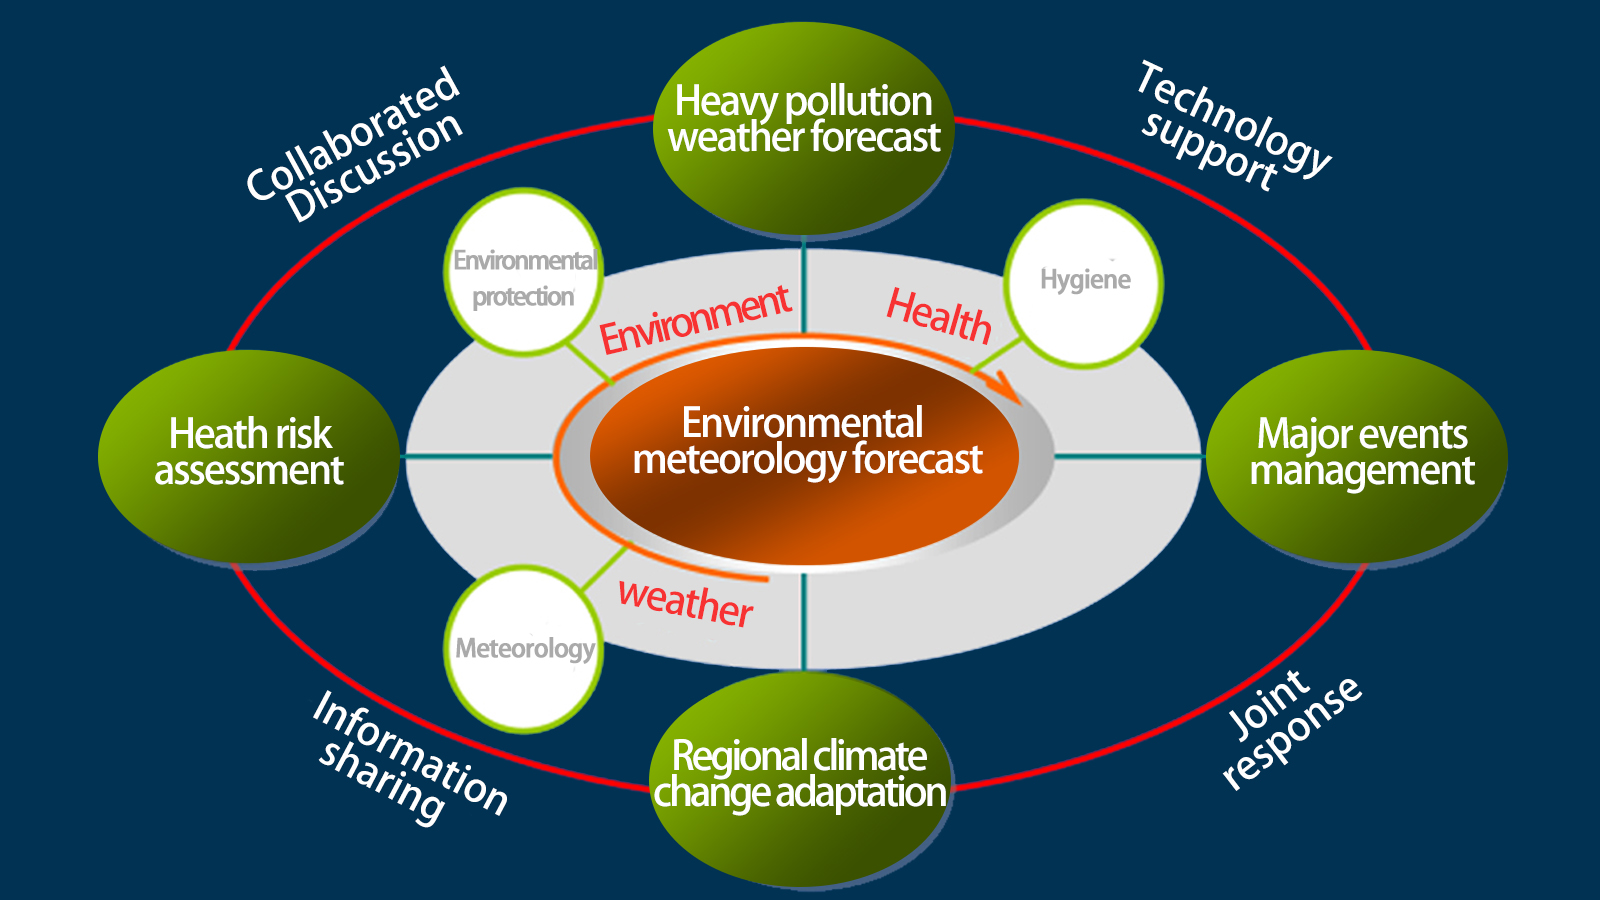 Heavy pollution
weather forecast
Collaborated
Discussion
Technology
support
Environmental
protection
Hygiene
Environment
Health
Heath risk
assessment
Environmental
meteorology forecast
Major events
management
weather
Meteorology
Information
sharing
Joint
response
Regional climate
change adaptation